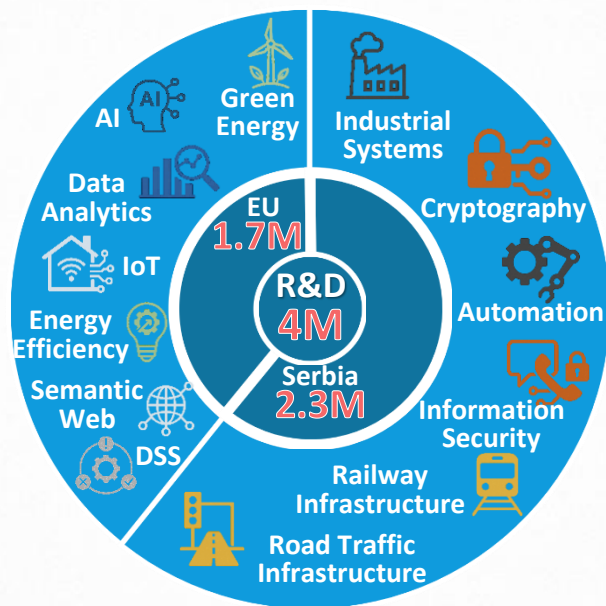 Green
Energy
AI
AI
Data
Analytics
IoT
Energy
Efficiency
Semantic
Web
DSS
Industrial
Systems
Cryptography
Automation
Information
Security
Railway
Infrastructure
Road Traffic
Infrastructure
EU
1.7M
R&D
4M
Serbia
2.3M